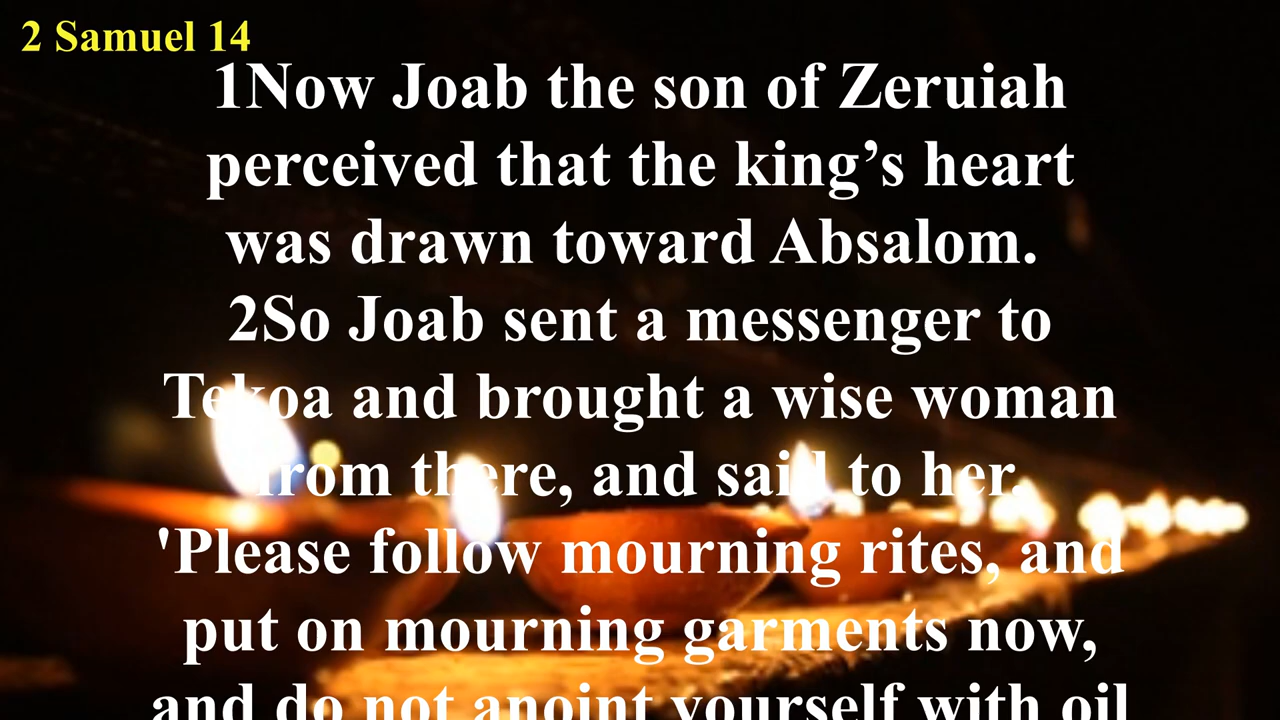 2 Samuel 14
1Now Joab the son of Zeruiah
perceived that the king’s heart
was drawn toward Absalom.
2So Joab sent a messenger to
Tekoa and brought a wise woman
from there, and said to her.
'Please follow mourning rites, and
put on mourning garments now,
and do not anoint yourself with oil